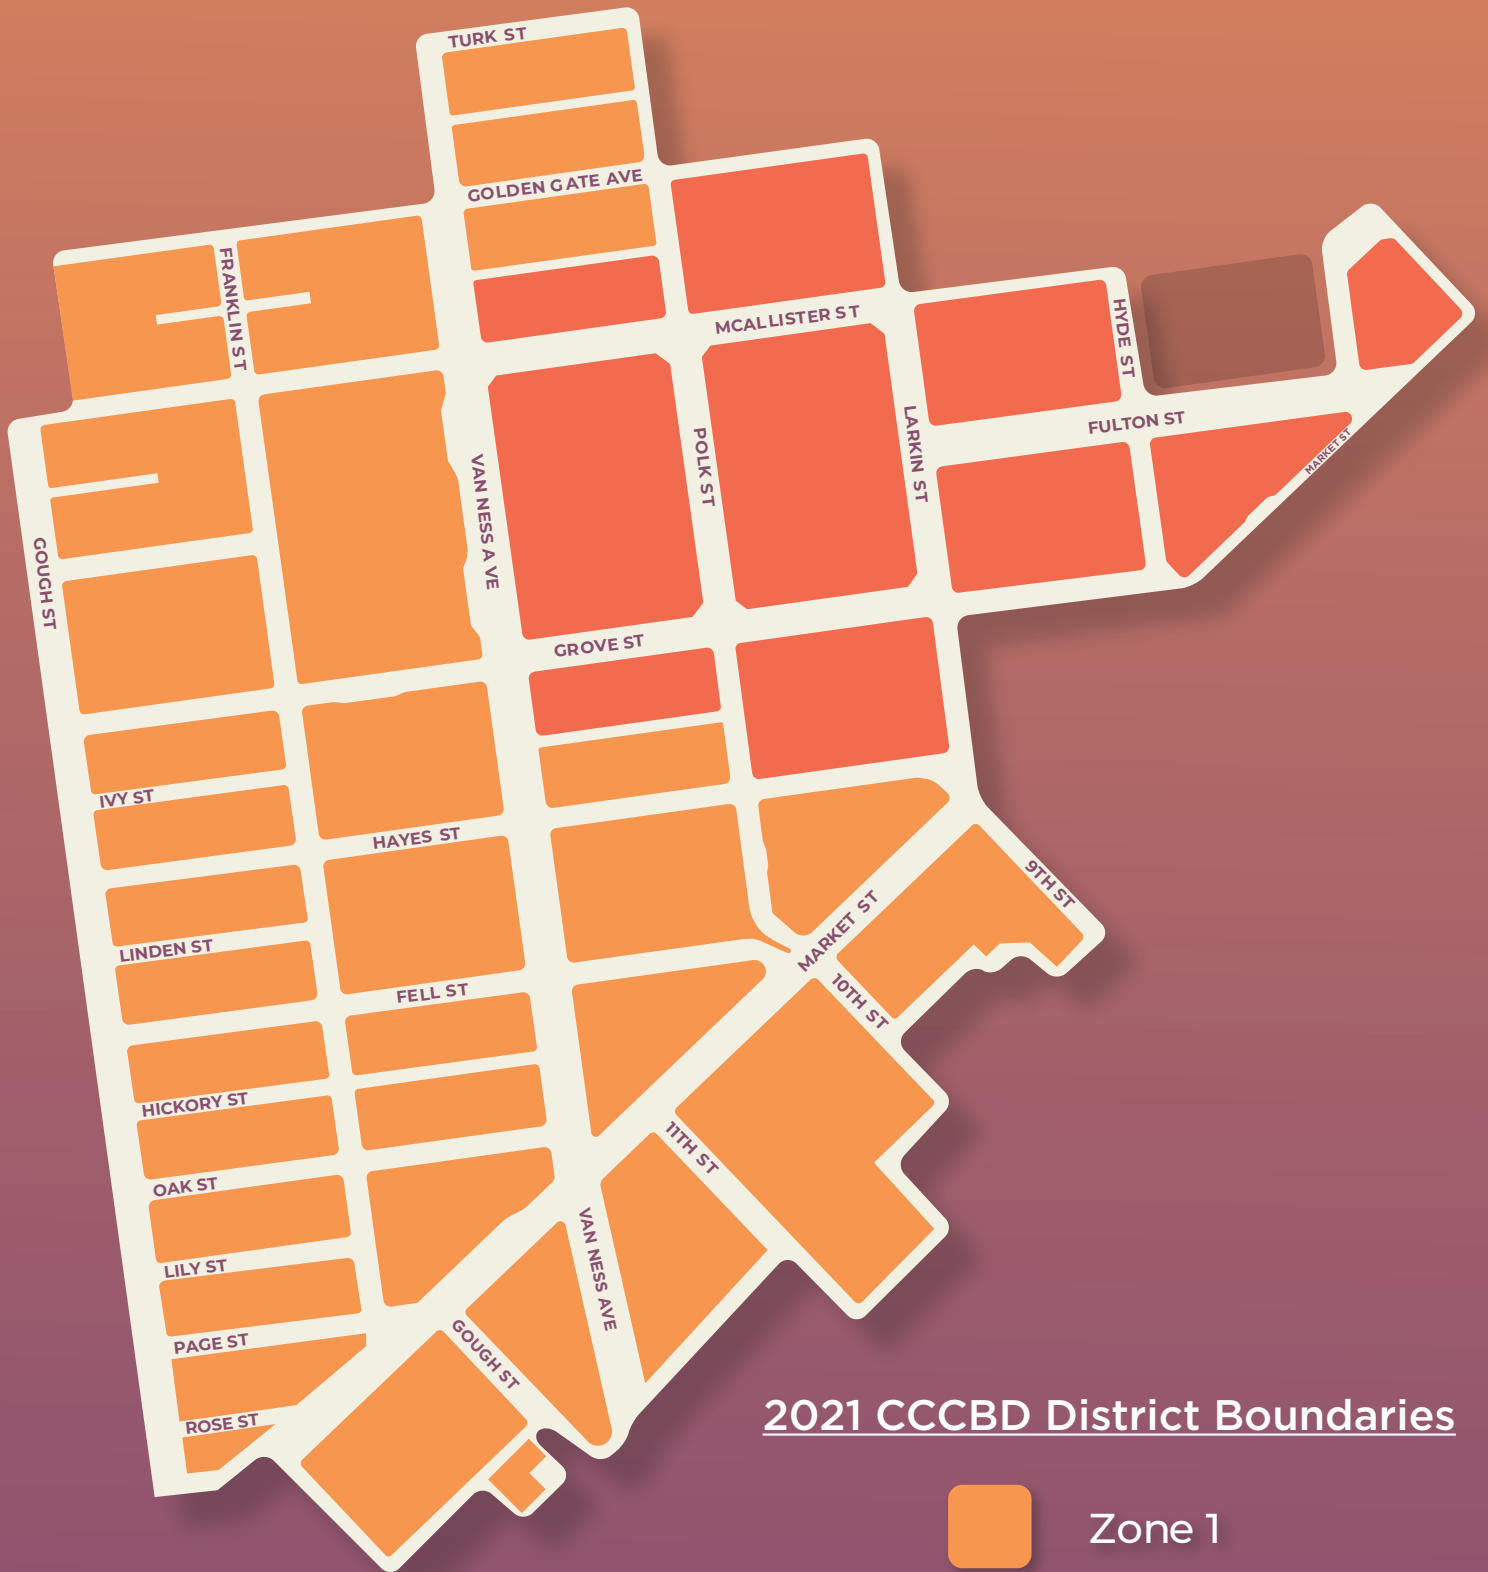 TURK ST
GOLDEN GATE AVE
FRANKLIN ST
MCALLISTER ST
HYDE ST
FULTON ST
MARKET ST
LARKIN ST
POLK ST
VAN NESS AVE
GOUGH ST
GROVE ST
IVY ST
HAYES ST
9TH ST
MARKET ST
LINDEN ST
FELL ST
10TH ST
HICKORY ST
11TH ST
OAK ST
VAN NESS AVE
LILY ST
PAGE ST
GOUGH ST
ROSE ST
2021 CCCBD District Boundaries
Zone 1